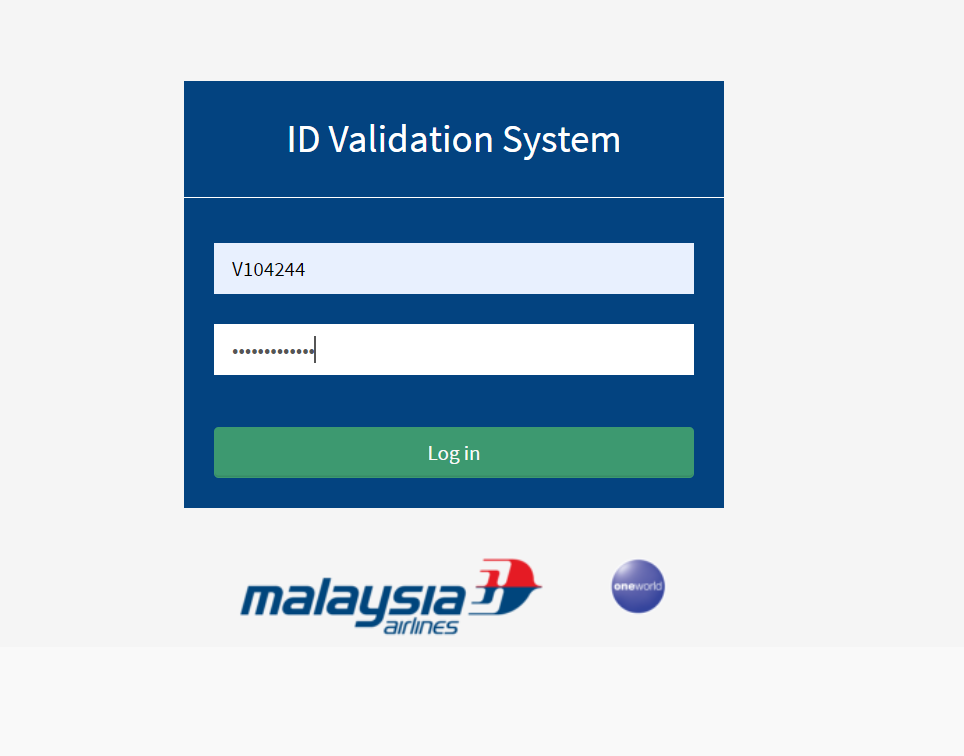 ID Validation System
V104244
•••••••••••••
Log in
malaysia
airlines
oneworld